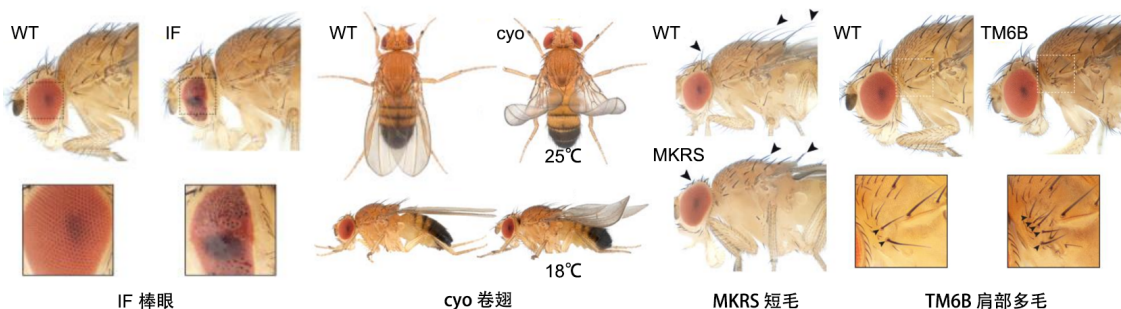 WT
IF
IF 棒眼
WT
cyo
25℃
18℃
cyo 卷翅
WT
MKRS
MKRS 短毛
WT
TM6B
TM6B 肩部多毛